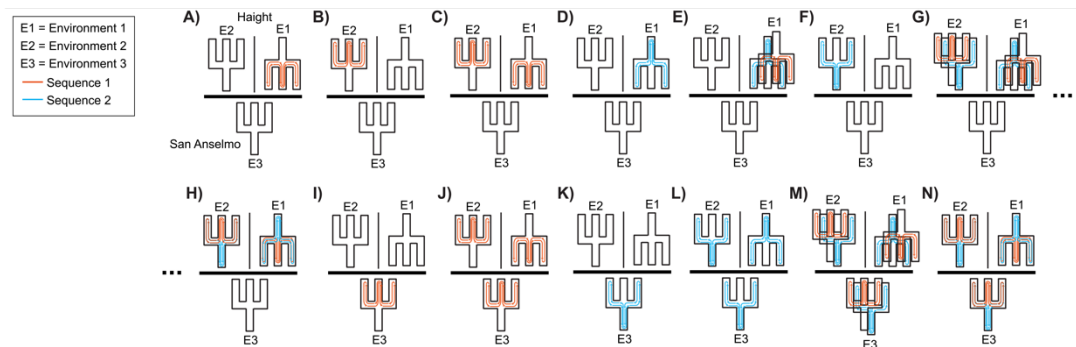 E1 = Environment 1
E2 = Environment 2
E3 = Environment 3
Sequence 1
Sequence 2
Haight
A)
E2
E1
San Anselmo
E3
B)
E2
E1
E3
C)
E2
E1
E3
D)
E2
E1
E3
E)
E2
E1
E3
F)
E2
E1
E3
G)
E2
E1
E3
...
...
H)
E2
E1
E3
I)
E2
E1
E3
J)
E2
E1
E3
K)
E2
E1
E3
L)
E2
E1
E3
M)
E2
E1
E3
N)
E2
E1
E3